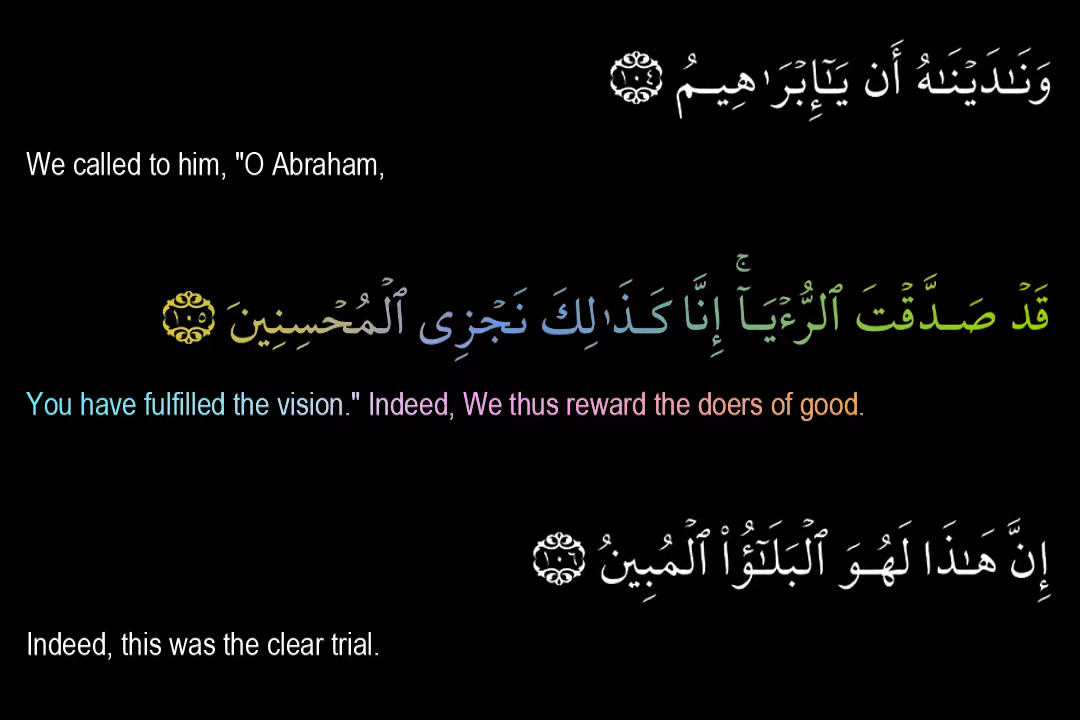 وَنَـٰدَيْنَـٰهُ أَن يَـٰٓإِبْرَٰهِيمُ ١٠٤
We called to him, "O Abraham,
قَدْ صَدَّقْتَ ٱلرُّءْيَآ ۚ إِنَّا كَذَٰلِكَ نَجْزِى ٱلْمُحْسِنِينَ ١٠٥
You have fulfilled the vision." Indeed, We thus reward the doers of good.
إِنَّ هَـٰذَا لَهُوَ ٱلْبَلَـٰٓؤُا۟ ٱلْمُبِينُ ١٠٦
Indeed, this was the clear trial.